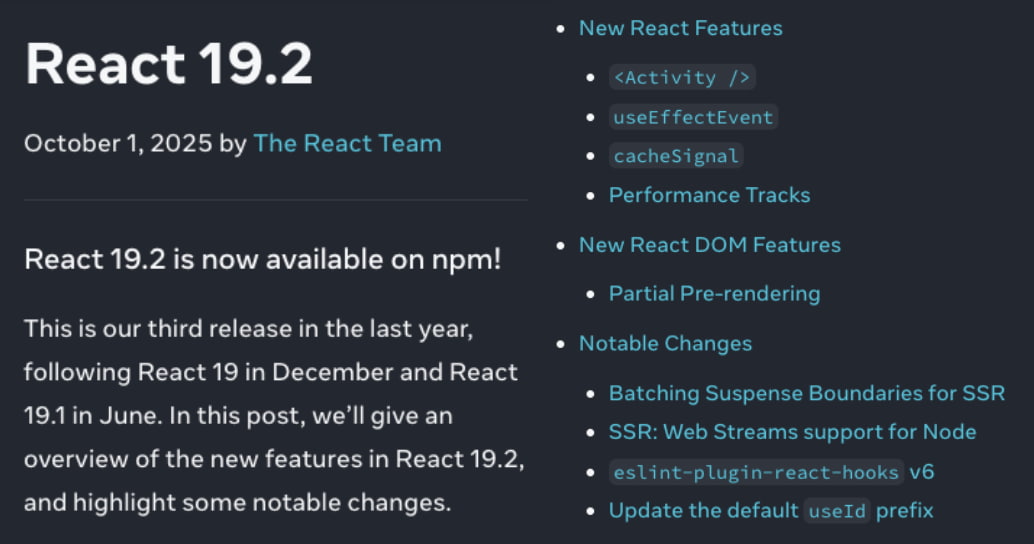 React 19.2
October 1, 2025 by The React Team
React 19.2 is now available on npm!
This is our third release in the last year,
following React 19 in December and React
19.1 in June. In this post, we’ll give an
overview of the new features in React 19.2,
and highlight some notable changes.
New React Features
<Activity />
useEffectEvent
cacheSignal
Performance Tracks
New React DOM Features
Partial Pre-rendering
Notable Changes
Batching Suspense Boundaries for SSR
SSR: Web Streams support for Node
eslint-plugin-react-hooks v6
Update the default useId prefix